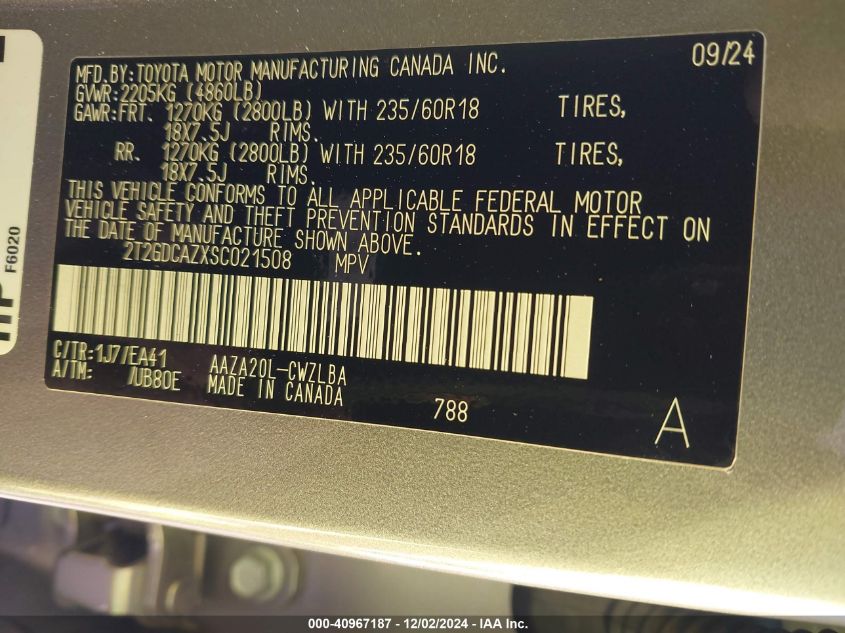 09/24
MFD.BY:TOYOTA MOTOR MANUFACTURING CANADA INC.
GVWR:2205KG (4860LB)
GAWR:FRT. 1270KG (2800LB) WITH 235/60R18 TIRES,
18X7.5J RIMS.
RR. 1270KG (2800LB) WITH 235/60R18 TIRES,
18X7.5J RIMS.
THIS VEHICLE CONFORMS TO ALL APPLICABLE FEDERAL MOTOR
VEHICLE SAFETY AND THEFT PREVENTION STANDARDS IN EFFECT ON
THE DATE OF MANUFACTURE SHOWN ABOVE.
2T2GDCAZXSC021508 MPV
C/TR:1J7/EA41 AAZA20L-CWZLBA
A/TM: /UB80E MADE IN CANADA
788
A
F6020
000-40967187 - 12/02/2024 - IAA Inc.